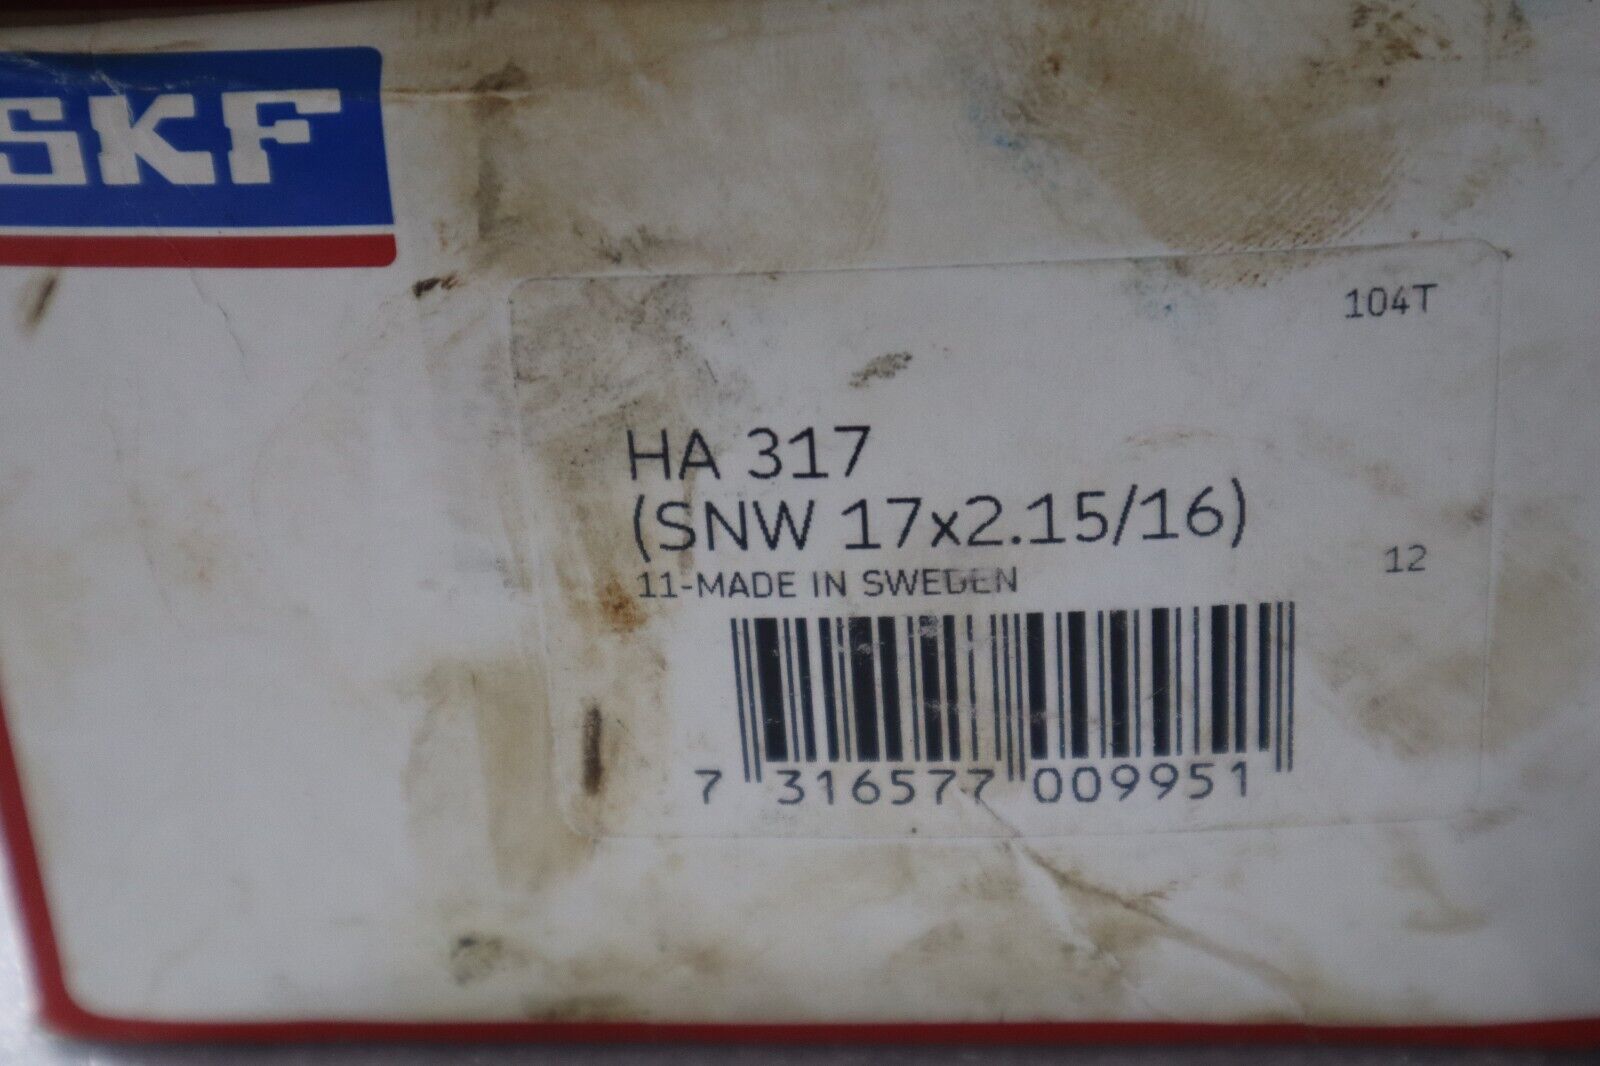 SKF
104T
HA 317
(SNW 17x2.15/16)
12
11-MADE IN SWEDEN
7 316577 009951